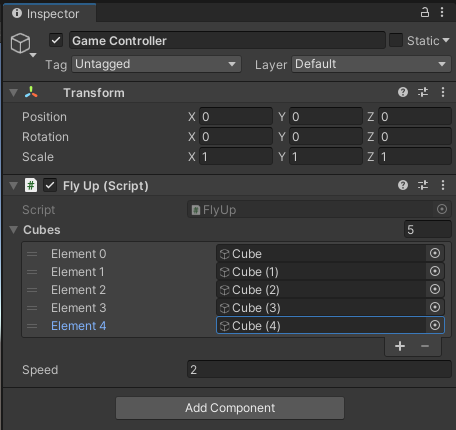 Inspector
Game Controller Static
Tag Untagged Layer Default
Transform
Position X 0 Y 0 Z 0
Rotation X 0 Y 0 Z 0
Scale X 1 Y 1 Z 1
Fly Up (Script)
Script FlyUp
Cubes 5
Element 0 Cube
Element 1 Cube (1)
Element 2 Cube (2)
Element 3 Cube (3)
Element 4 Cube (4)
Speed 2
Add Component